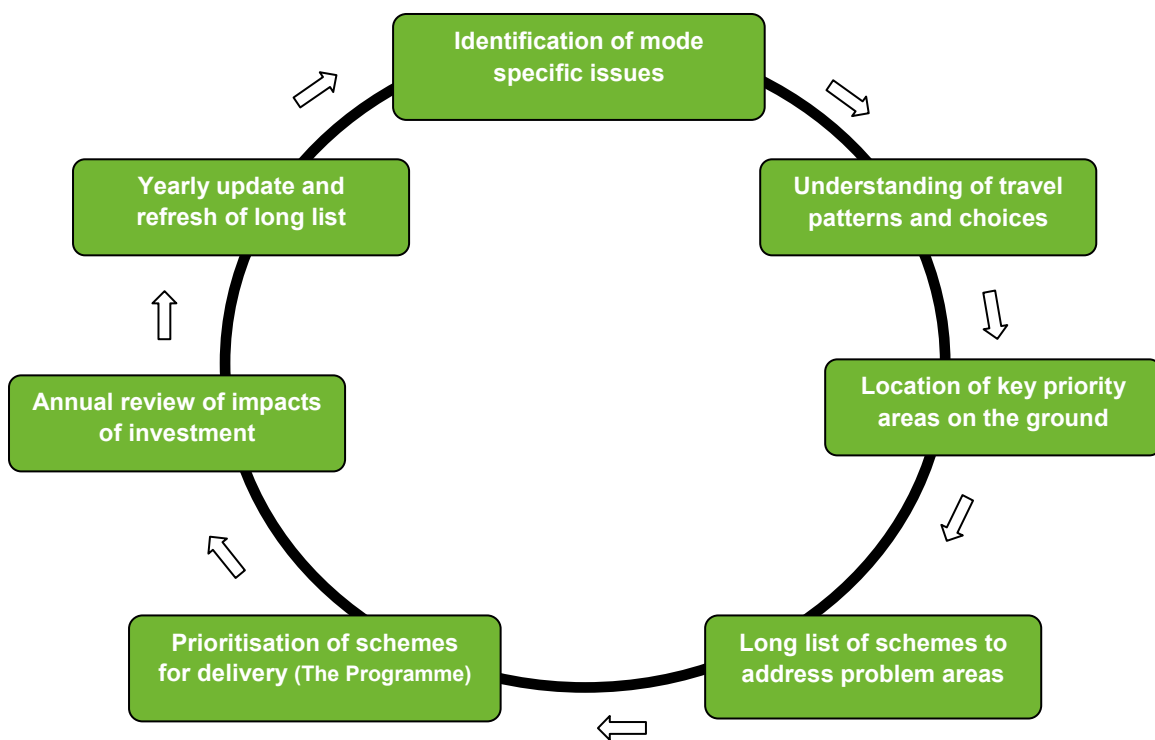 Identification of mode
specific issues
Understanding of travel
patterns and choices
Location of key priority
areas on the ground
Long list of schemes to
address problem areas
Prioritisation of schemes
for delivery (The Programme)
Annual review of impacts
of investment
Yearly update and
refresh of long list